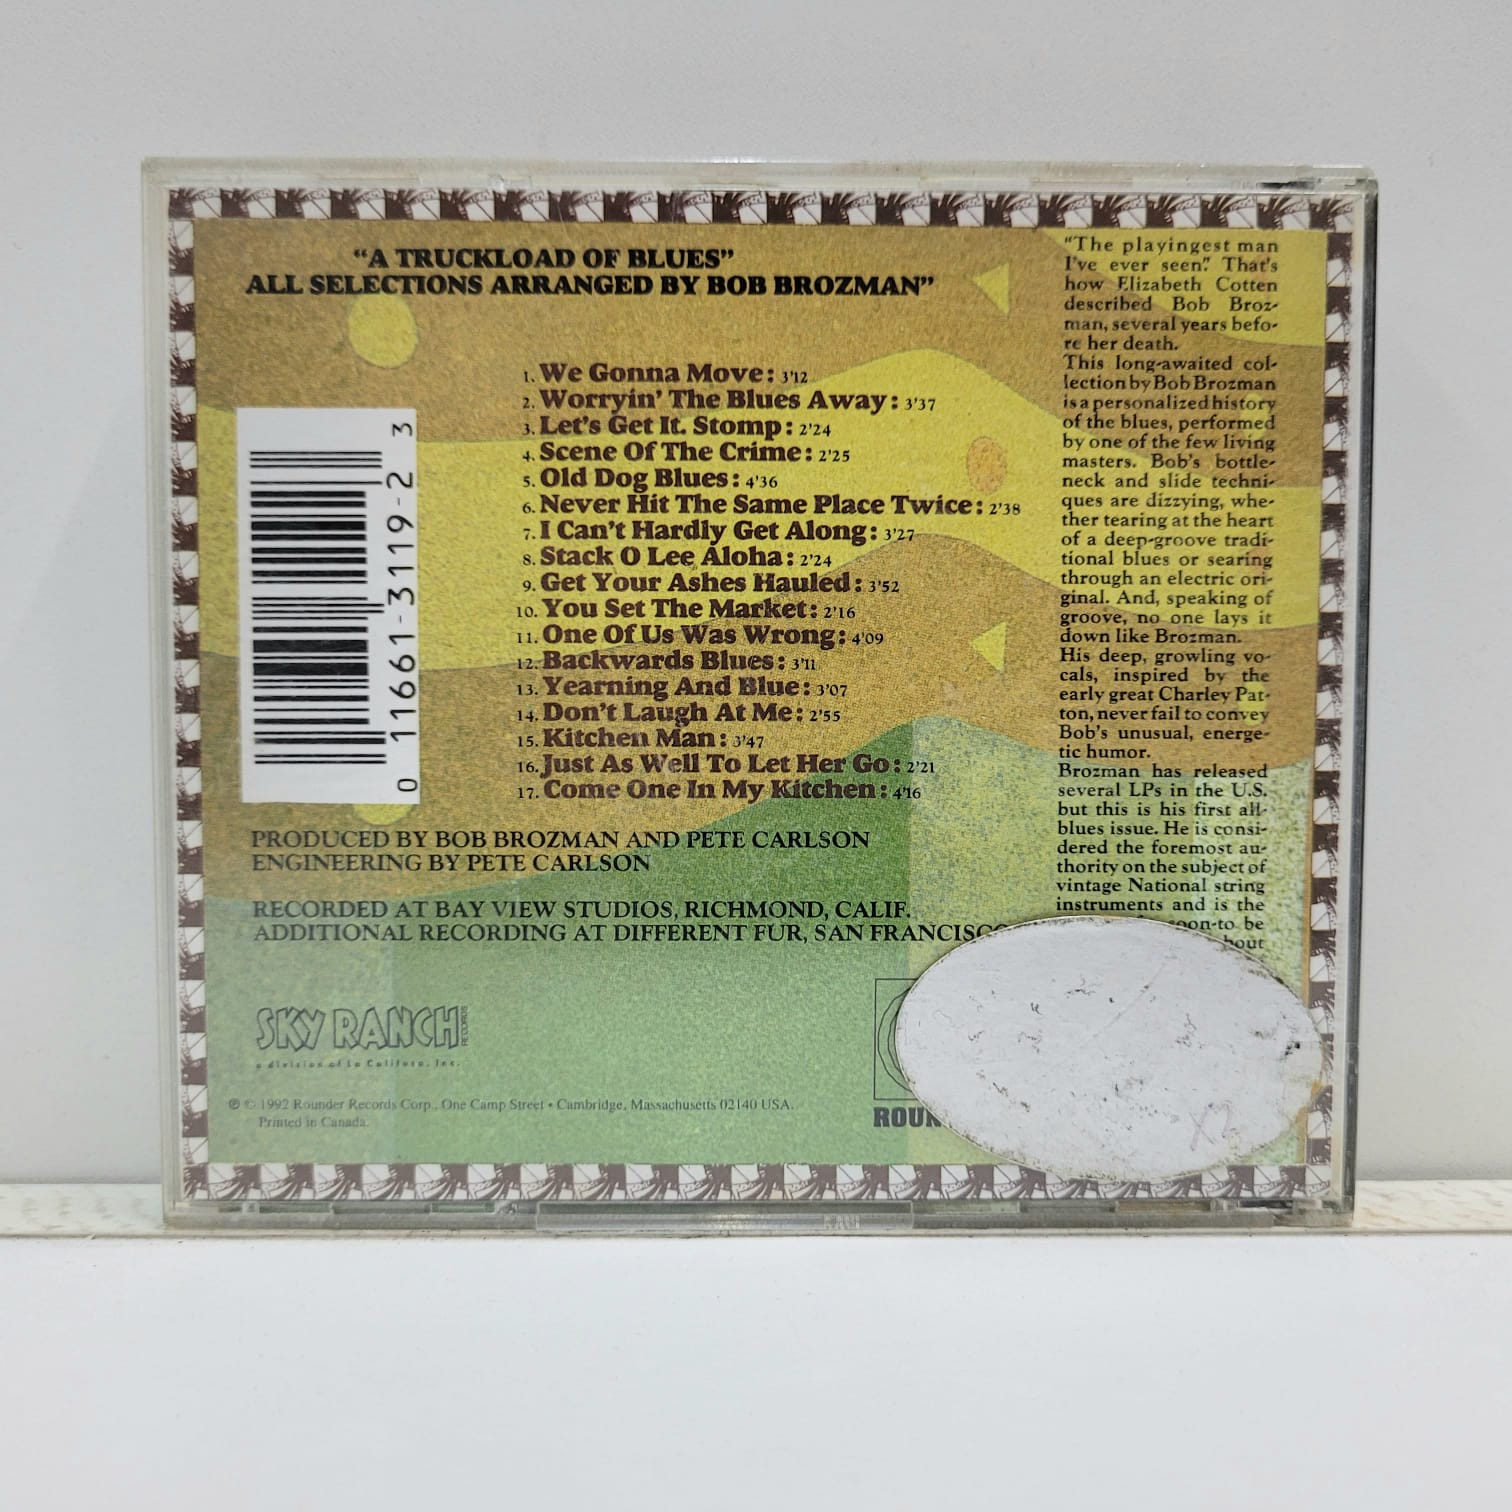 “A TRUCKLOAD OF BLUES”
ALL SELECTIONS ARRANGED BY BOB BROZMAN”
1. We Gonna Move: 3'12
2. Worryin' The Blues Away: 3'37
3. Let's Get It. Stomp: 2'24
4. Scene Of The Crime: 2'25
5. Old Dog Blues: 4'36
6. Never Hit The Same Place Twice: 2'38
7. I Can't Hardly Get Along: 3'27
8. Stack O Lee Aloha: 2'24
9. Get Your Ashes Hauled: 3'52
10. You Set The Market: 2'16
11. One Of Us Was Wrong: 4'09
12. Backwards Blues: 3'11
13. Yearning And Blue: 3'07
14. Don't Laugh At Me: 2'55
15. Kitchen Man: 3'47
16. Just As Well To Let Her Go: 2'21
17. Come One In My Kitchen: 4'16
0 11661-3119-2 3
PRODUCED BY BOB BROZMAN AND PETE CARLSON
ENGINEERING BY PETE CARLSON
RECORDED AT BAY VIEW STUDIOS, RICHMOND, CALIF.
ADDITIONAL RECORDING AT DIFFERENT FUR, SAN FRANCISCO
“The playingest man
I've ever seen”. That's
how Elizabeth Cotten
described Bob Broz-
man, several years befo-
re her death.
This long-awaited col-
lection by Bob Brozman
is a personalized history
of the blues, performed
by one of the few living
masters. Bob's bottle-
neck and slide techni-
ques are dizzying, whe-
ther tearing at the heart
of a deep-groove tradi-
tional blues or searing
through an electric ori-
ginal. And, speaking of
groove, no one lays it
down like Brozman.
His deep, growling vo-
cals, inspired by the
early great Charley Pat-
ton, never fail to convey
Bob's unusual, energe-
tic humor.
Brozman has released
several LPs in the U.S.
but this is his first all-
blues issue. He is consi-
dered the foremost au-
thority on the subject of
vintage National string
instruments and is the
soon-to be
SKY RANCH
RECORDS
a division of La Califusa, Inc.
℗ © 1992 Rounder Records Corp., One Camp Street • Cambridge, Massachusetts 02140 USA.
Printed in Canada.
ROUN
X2